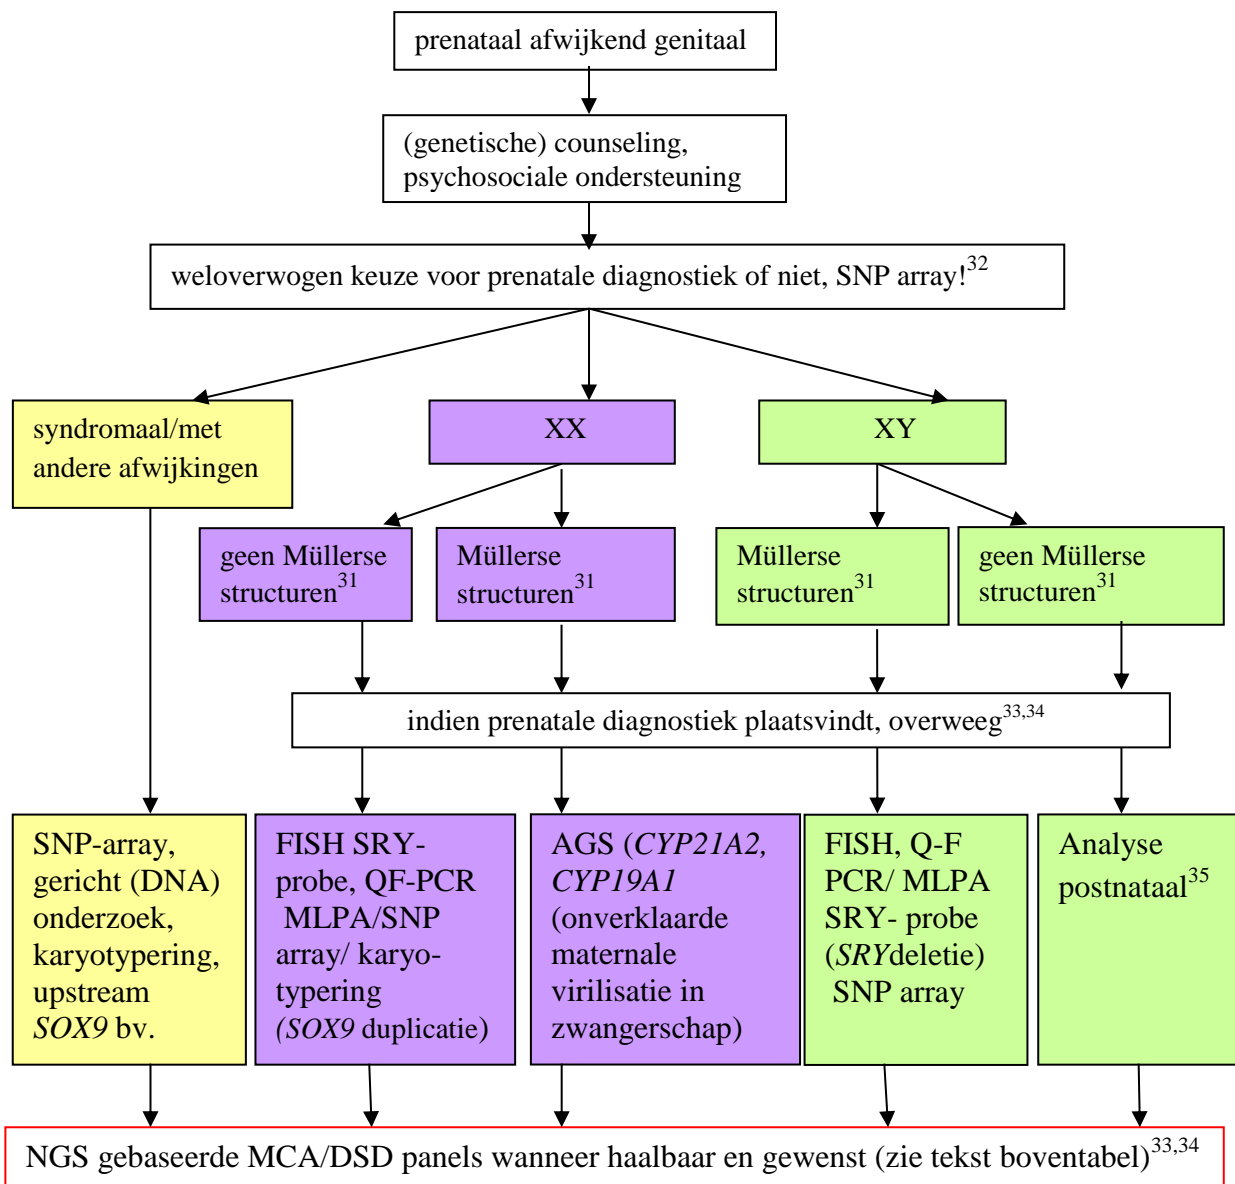 prenataal afwijkend genitaal
(genetische) counseling,
psychosociale ondersteuning
weloverwogen keuze voor prenatale diagnostiek of niet, SNP array!32
syndromaal/met
andere afwijkingen
XX
XY
geen Müllerse
structuren31
Müllerse
structuren31
Müllerse
structuren31
geen Müllerse
structuren31
indien prenatale diagnostiek plaatsvindt, overweeg33,34
SNP-array,
gericht (DNA)
onderzoek,
karyotypering,
upstream
SOX9 bv.
FISH SRY-
probe, QF-PCR
MLPA/SNP
array/ karyo-
typering
(SOX9 duplicatie)
AGS (CYP21A2,
CYP19A1
(onverklaarde
maternale
virilisatie in
zwangerschap)
FISH, Q-F
PCR/ MLPA
SRY- probe
(SRYdeletie)
SNP array
Analyse
postnataal35
NGS gebaseerde MCA/DSD panels wanneer haalbaar en gewenst (zie tekst boventabel)33,34